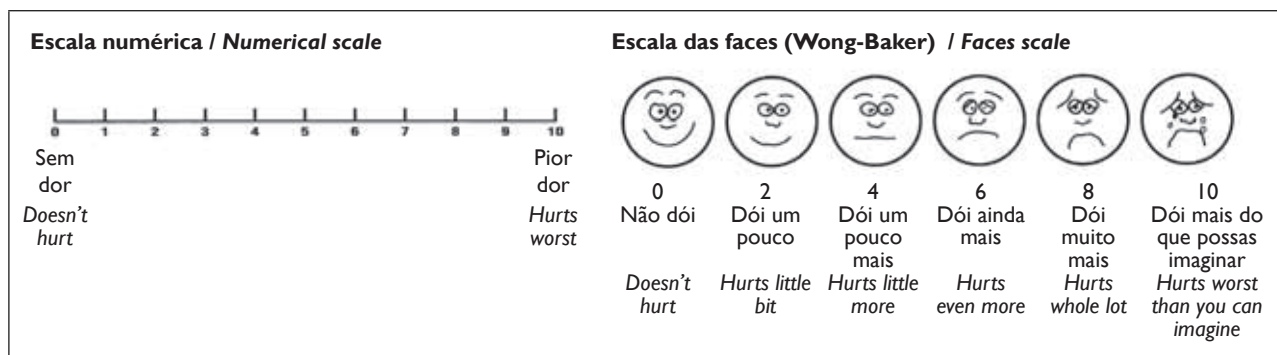 Escala numérica / Numerical scale
0 1 2 3 4 5 6 7 8 9 10
Sem
dor
Doesn't
hurt
Pior
dor
Hurts
worst
Escala das faces (Wong-Baker) / Faces scale
0 2 4 6 8 10
Não dói
Doesn't
hurt
Dói um
pouco
Hurts little
bit
Dói um
pouco
mais
Hurts little
more
Dói ainda
mais
Hurts
even more
Dói
muito
mais
Hurts
whole lot
Dói mais do
que possas
imaginar
Hurts worst
than you can
imagine